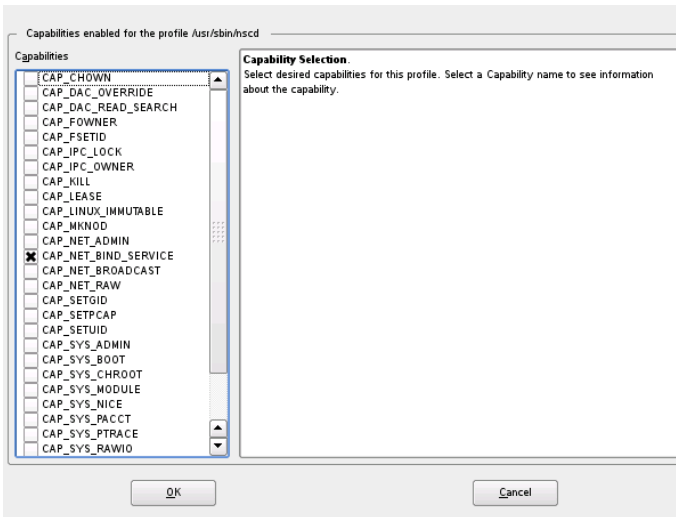 Capabilities enabled for the profile /usr/sbin/nscd
Capabilities
CAP_CHOWN
CAP_DAC_OVERRIDE
CAP_DAC_READ_SEARCH
CAP_FOWNER
CAP_FSETID
CAP_IPC_LOCK
CAP_IPC_OWNER
CAP_KILL
CAP_LEASE
CAP_LINUX_IMMUTABLE
CAP_MKNOD
CAP_NET_ADMIN
CAP_NET_BIND_SERVICE
CAP_NET_BROADCAST
CAP_NET_RAW
CAP_SETGID
CAP_SETPCAP
CAP_SETUID
CAP_SYS_ADMIN
CAP_SYS_BOOT
CAP_SYS_CHROOT
CAP_SYS_MODULE
CAP_SYS_NICE
CAP_SYS_PACCT
CAP_SYS_PTRACE
CAP_SYS_RAWIO
Capability Selection.
Select desired capabilities for this profile. Select a Capability name to see information
about the capability.
OK
Cancel